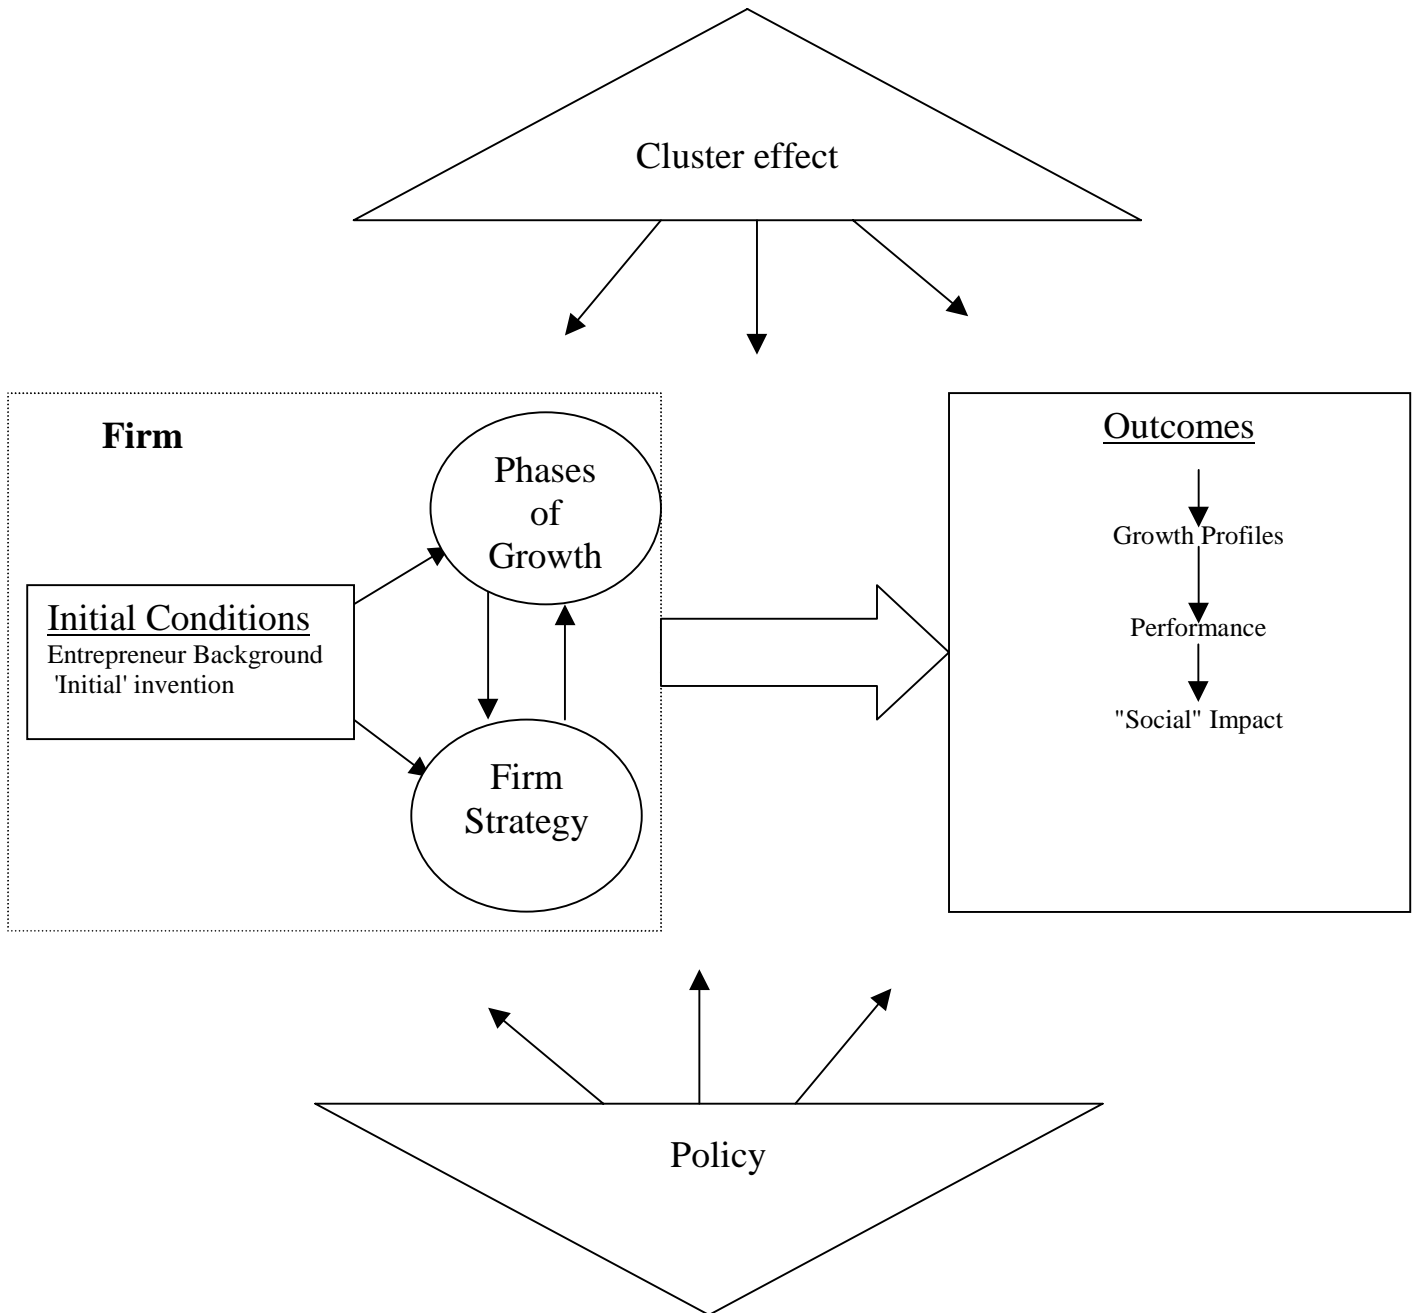 Cluster effect
Firm
Phases
of
Growth
Initial Conditions
Entrepreneur Background
'Initial' invention
Firm
Strategy
Outcomes
Growth Profiles
Performance
"Social" Impact
Policy